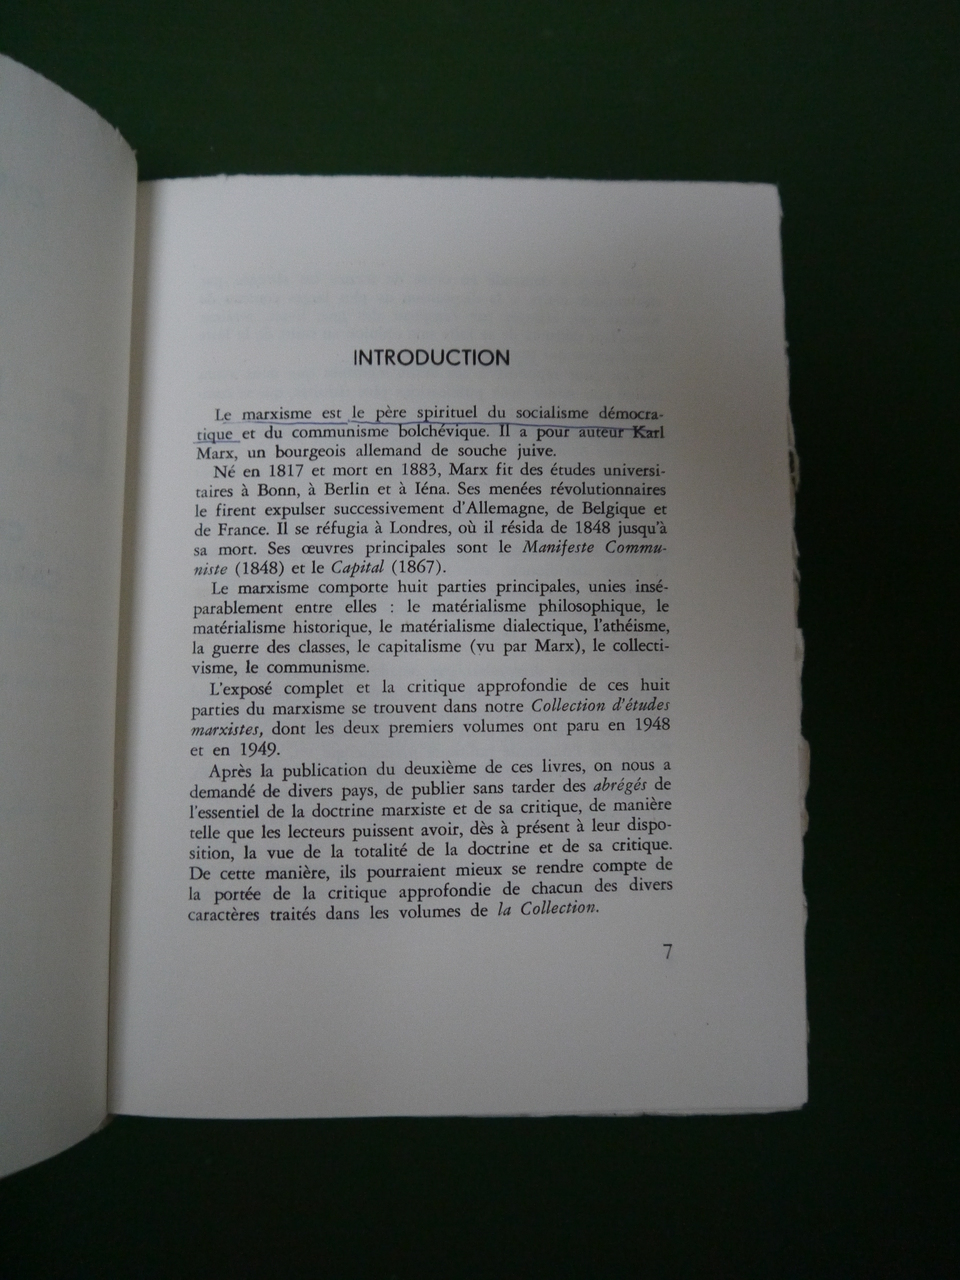 INTRODUCTION
Le marxisme est le père spirituel du socialisme démocra-
tique et du communisme bolchévique. Il a pour auteur Karl
Marx, un bourgeois allemand de souche juive.
Né en 1817 et mort en 1883, Marx fit des études universi-
taires à Bonn, à Berlin et à Iéna. Ses menées révolutionnaires
le firent expulser successivement d'Allemagne, de Belgique et
de France. Il se réfugia à Londres, où il résida de 1848 jusqu'à
sa mort. Ses œuvres principales sont le Manifeste Commu-
niste (1848) et le Capital (1867).
Le marxisme comporte huit parties principales, unies insé-
parablement entre elles : le matérialisme philosophique, le
matérialisme historique, le matérialisme dialectique, l'athéisme,
la guerre des classes, le capitalisme (vu par Marx), le collecti-
visme, le communisme.
L'exposé complet et la critique approfondie de ces huit
parties du marxisme se trouvent dans notre Collection d'études
marxistes, dont les deux premiers volumes ont paru en 1948
et en 1949.
Après la publication du deuxième de ces livres, on nous a
demandé de divers pays, de publier sans tarder des abrégés de
l'essentiel de la doctrine marxiste et de sa critique, de manière
telle que les lecteurs puissent avoir, dès à présent à leur dispo-
sition, la vue de la totalité de la doctrine et de sa critique.
De cette manière, ils pourraient mieux se rendre compte de
la portée de la critique approfondie de chacun des divers
caractères traités dans les volumes de la Collection.
7